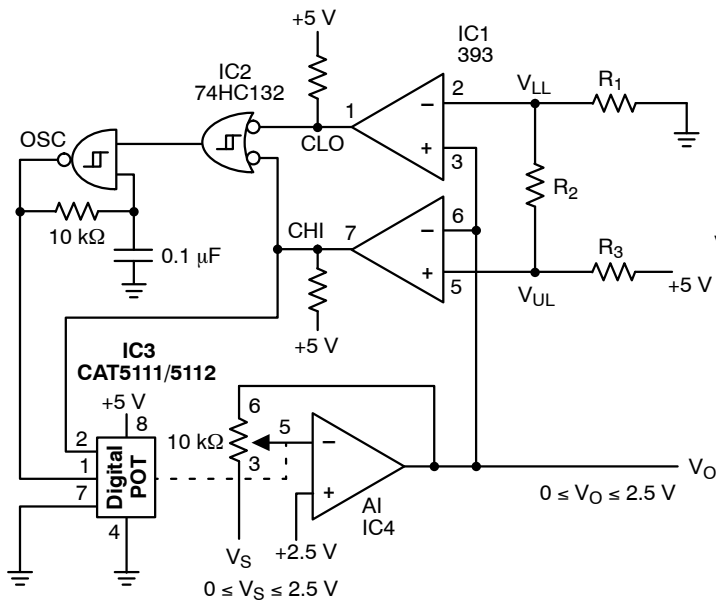 +5 V
IC1
393
IC2
74HC132
2
V_LL
R₁
1
−
OSC
CLO
+
3
R₂
10 kΩ
0.1 μF
CHI
7
6
−
+
5
R₃
V_UL
+5 V
+5 V
IC3
CAT5111/5112
+5 V
8
6
2
10 kΩ
5
−
1
Digital
POT
3
7
+
V_O
4
AI
IC4
0 ≤ V_O ≤ 2.5 V
V_S
+2.5 V
0 ≤ V_S ≤ 2.5 V